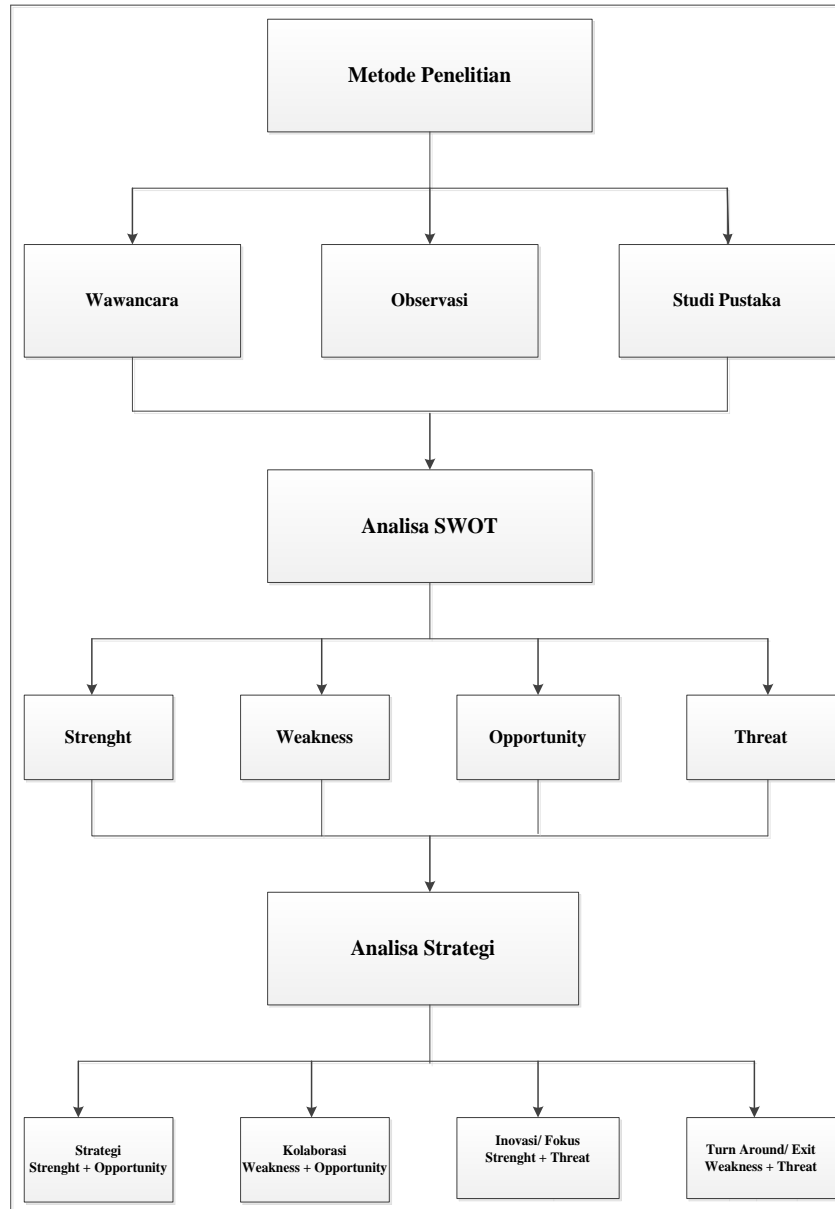 Metode Penelitian
Wawancara
Observasi
Studi Pustaka
Analisa SWOT
Strenght
Weakness
Opportunity
Threat
Analisa Strategi
Strategi
Strenght + Opportunity
Kolaborasi
Weakness + Opportunity
Inovasi/ Fokus
Strenght + Threat
Turn Around/ Exit
Weakness + Threat